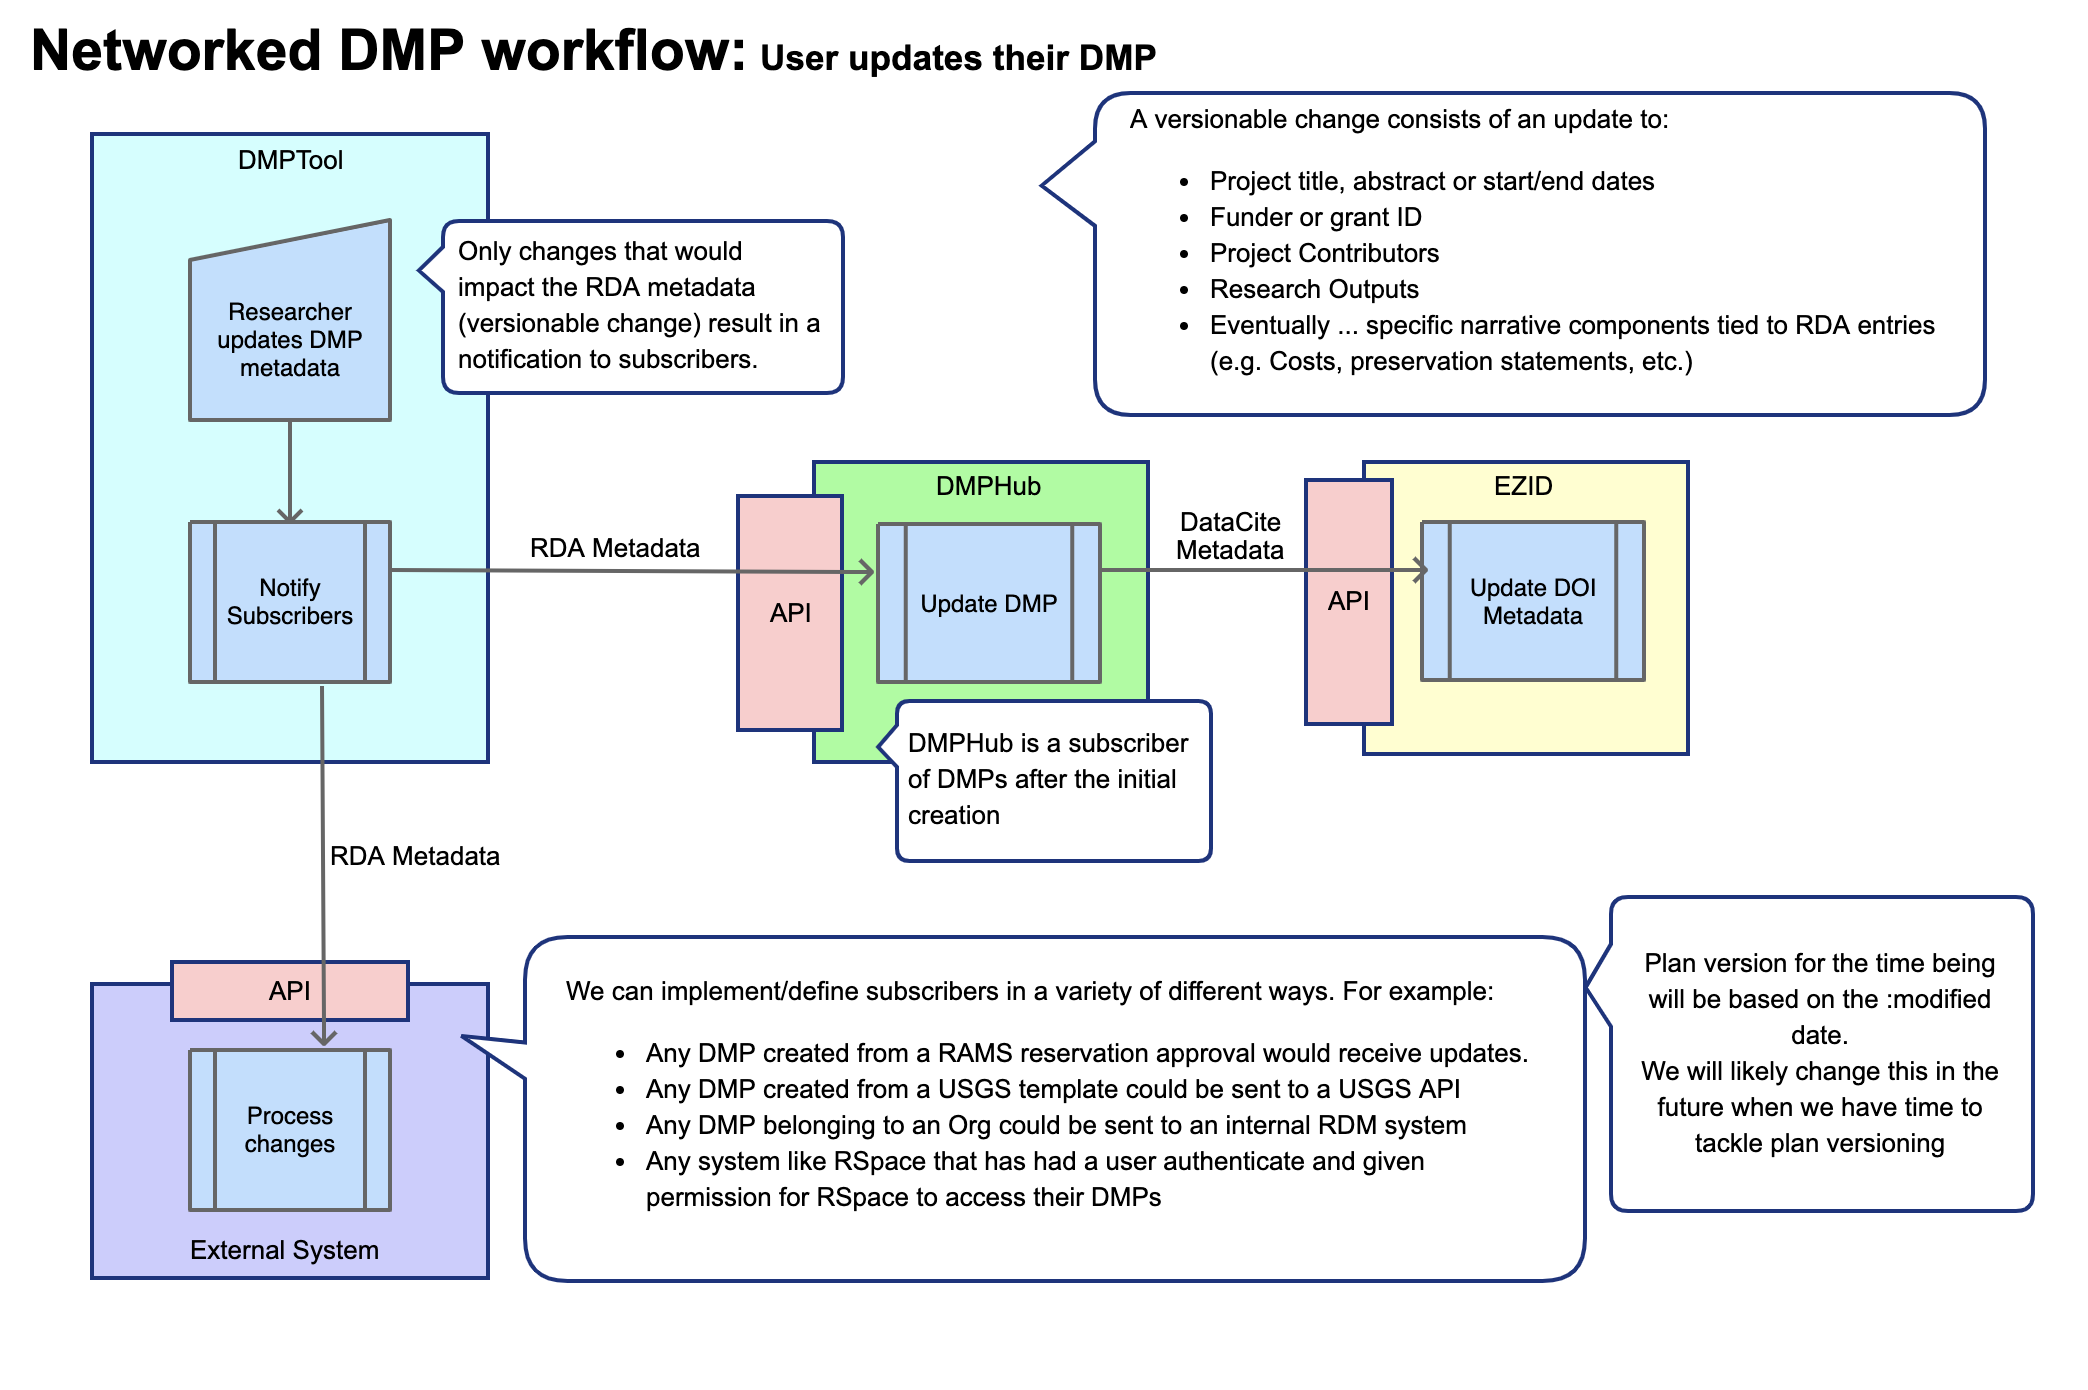 Networked DMP workflow: User updates their DMP
A versionable change consists of an update to:
• Project title, abstract or start/end dates
• Funder or grant ID
• Project Contributors
• Research Outputs
• Eventually ... specific narrative components tied to RDA entries
(e.g. Costs, preservation statements, etc.)
DMPTool
Only changes that would
impact the RDA metadata
(versionable change) result in a
notification to subscribers.
Researcher
updates DMP
metadata
Notify
Subscribers
RDA Metadata
API
DMPHub
Update DMP
DataCite
Metadata
API
EZID
Update DOI
Metadata
DMPHub is a subscriber
of DMPs after the initial
creation
RDA Metadata
API
Process
changes
External System
We can implement/define subscribers in a variety of different ways. For example:
• Any DMP created from a RAMS reservation approval would receive updates.
• Any DMP created from a USGS template could be sent to a USGS API
• Any DMP belonging to an Org could be sent to an internal RDM system
• Any system like RSpace that has had a user authenticate and given
permission for RSpace to access their DMPs
Plan version for the time being
will be based on the :modified
date.
We will likely change this in the
future when we have time to
tackle plan versioning